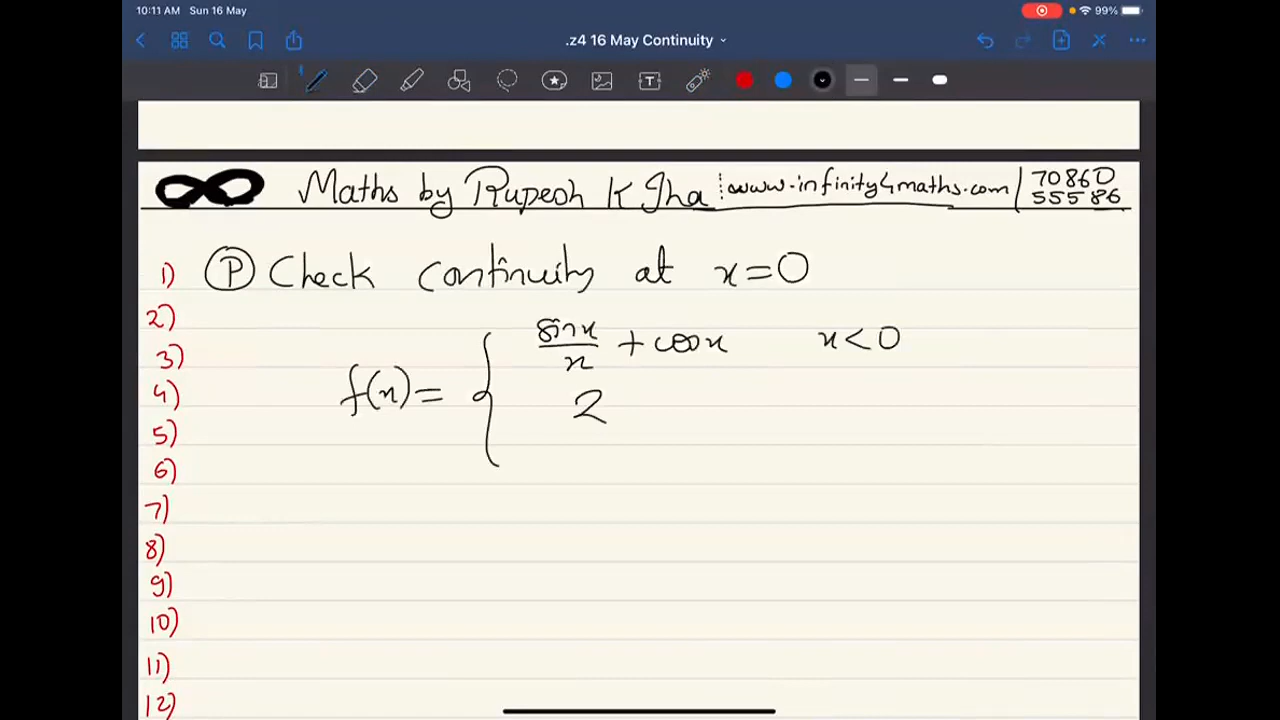 10:11 AM Sun 16 May 99%
.z4 16 May Continuity
Maths by Rupesh K Jha www.infinity4maths.com 70860
55586
1) P Check continuity at x=0
2)
sinx/x + cosx x<0
3)
4) f(x)= 2
5)
6)
7)
8)
9)
10)
11)
12)